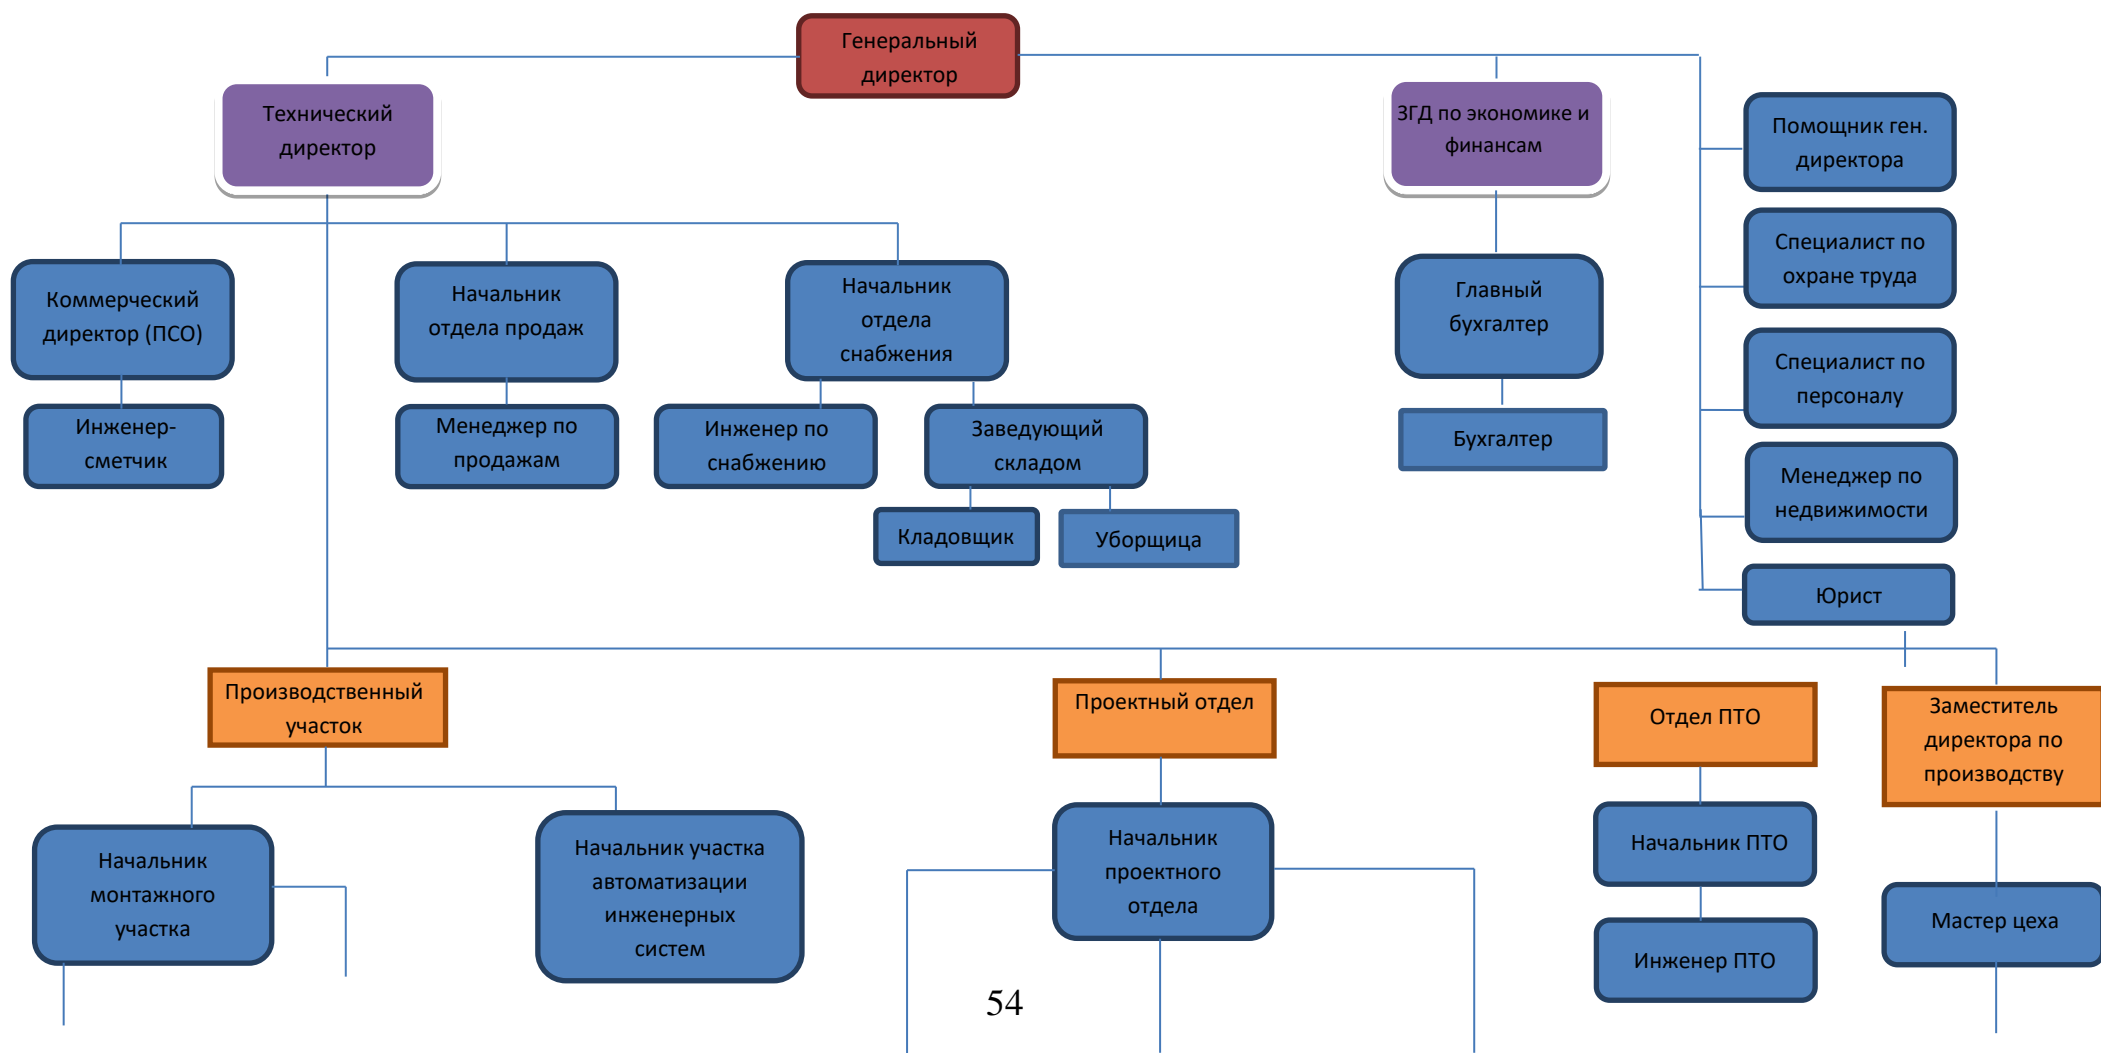 Генеральный
директор
Технический
директор
ЗГД по экономике и
финансам
Помощник ген.
директора
Специалист по
охране труда
Специалист по
персоналу
Менеджер по
недвижимости
Юрист
Коммерческий
директор (ПСО)
Начальник
отдела продаж
Начальник
отдела
снабжения
Главный
бухгалтер
Инженер-
сметчик
Менеджер по
продажам
Инженер по
снабжению
Заведующий
складом
Бухгалтер
Кладовщик
Уборщица
Производственный
участок
Проектный отдел
Отдел ПТО
Заместитель
директора по
производству
Начальник
монтажного
участка
Начальник участка
автоматизации
инженерных
систем
Начальник
проектного
отдела
Начальник ПТО
Инженер ПТО
Мастер цеха
54